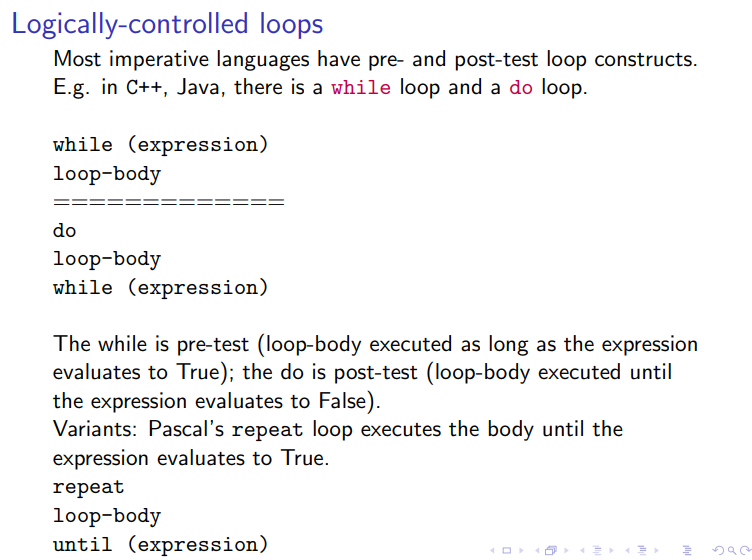 Logically-controlled loops
Most imperative languages have pre- and post-test loop constructs.
E.g. in C++, Java, there is a while loop and a do loop.
while (expression)
loop-body
=============
do
loop-body
while (expression)
The while is pre-test (loop-body executed as long as the expression
evaluates to True); the do is post-test (loop-body executed until
the expression evaluates to False).
Variants: Pascal's repeat loop executes the body until the
expression evaluates to True.
repeat
loop-body
until (expression)